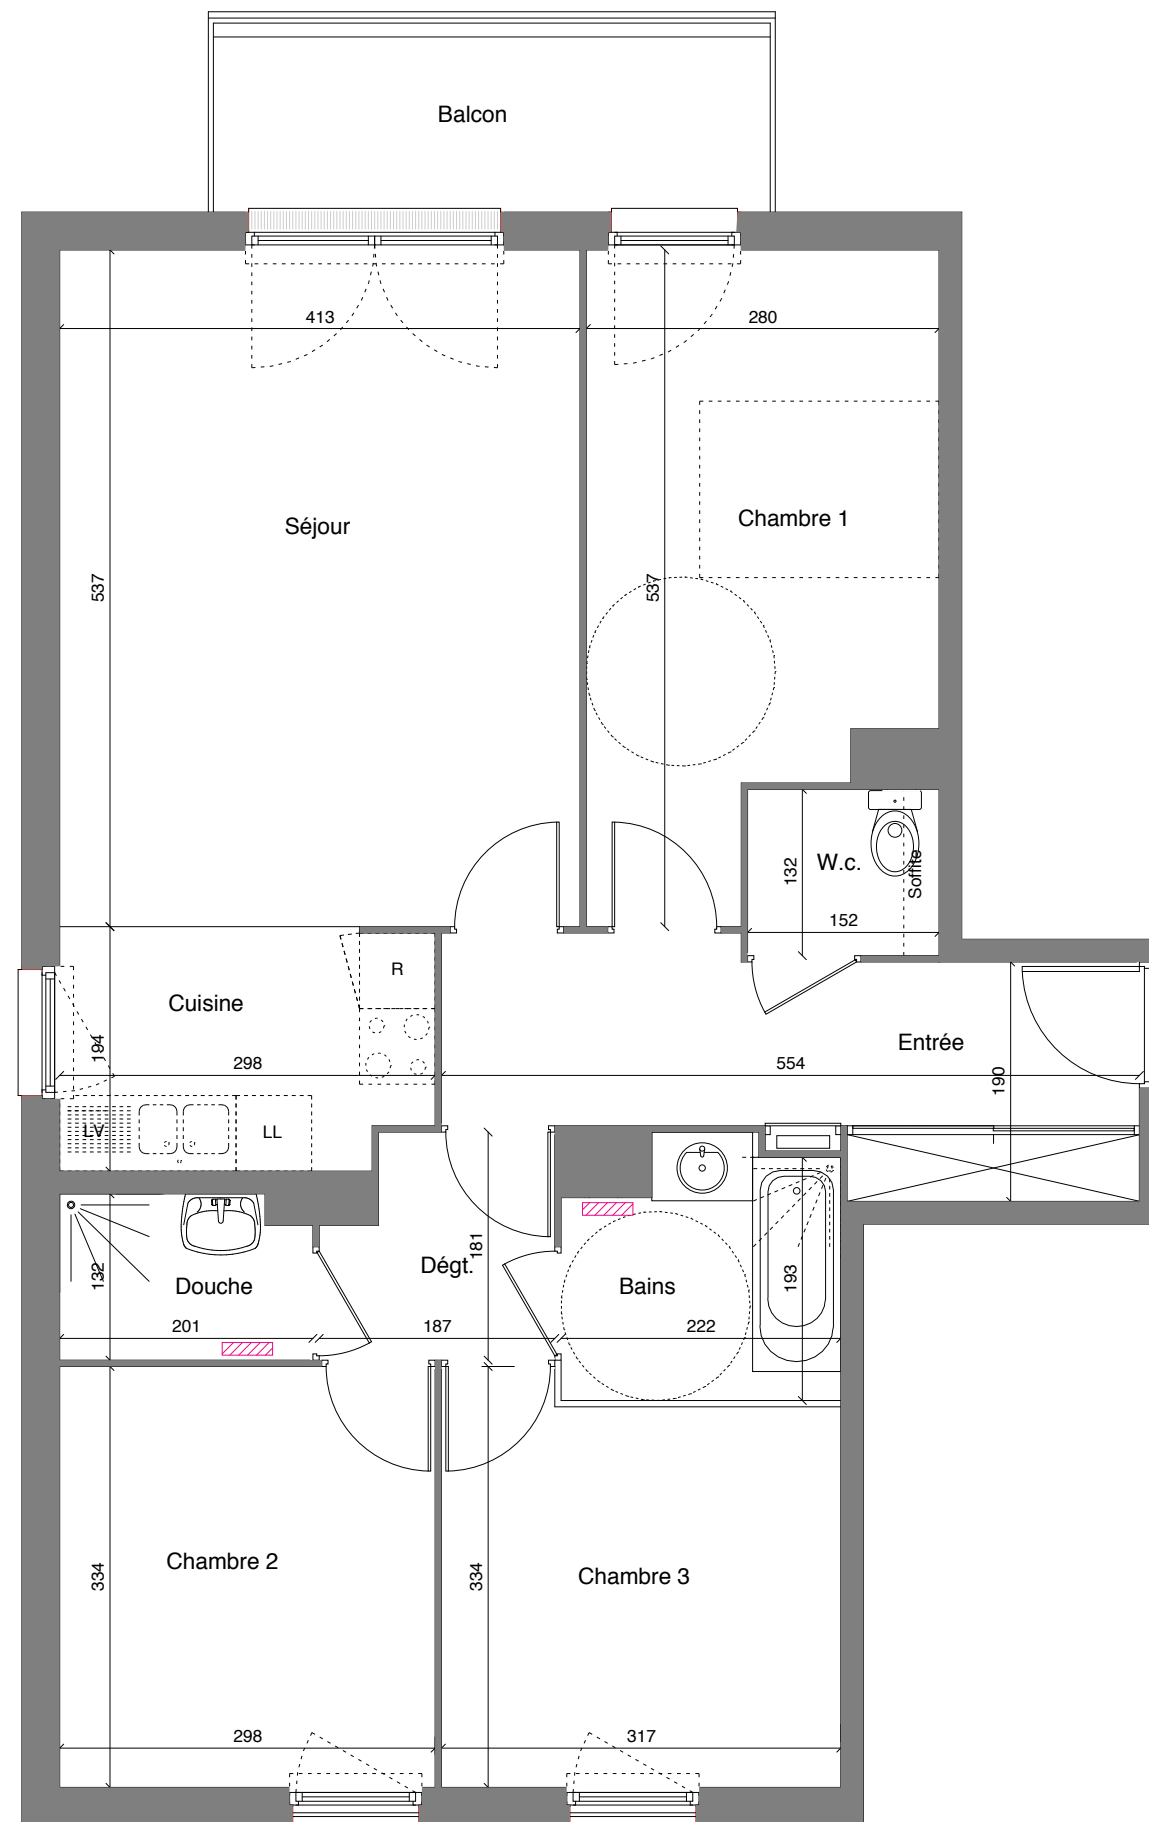 Balcon
413
280
Séjour
Chambre 1
537
537
W.c.
Soffite
132
152
R
Cuisine
194
298
Entrée
554
190
LV
LL
132
Douche
201
Dégt.
181
187
Bains
193
222
Chambre 2
334
298
Chambre 3
334
317